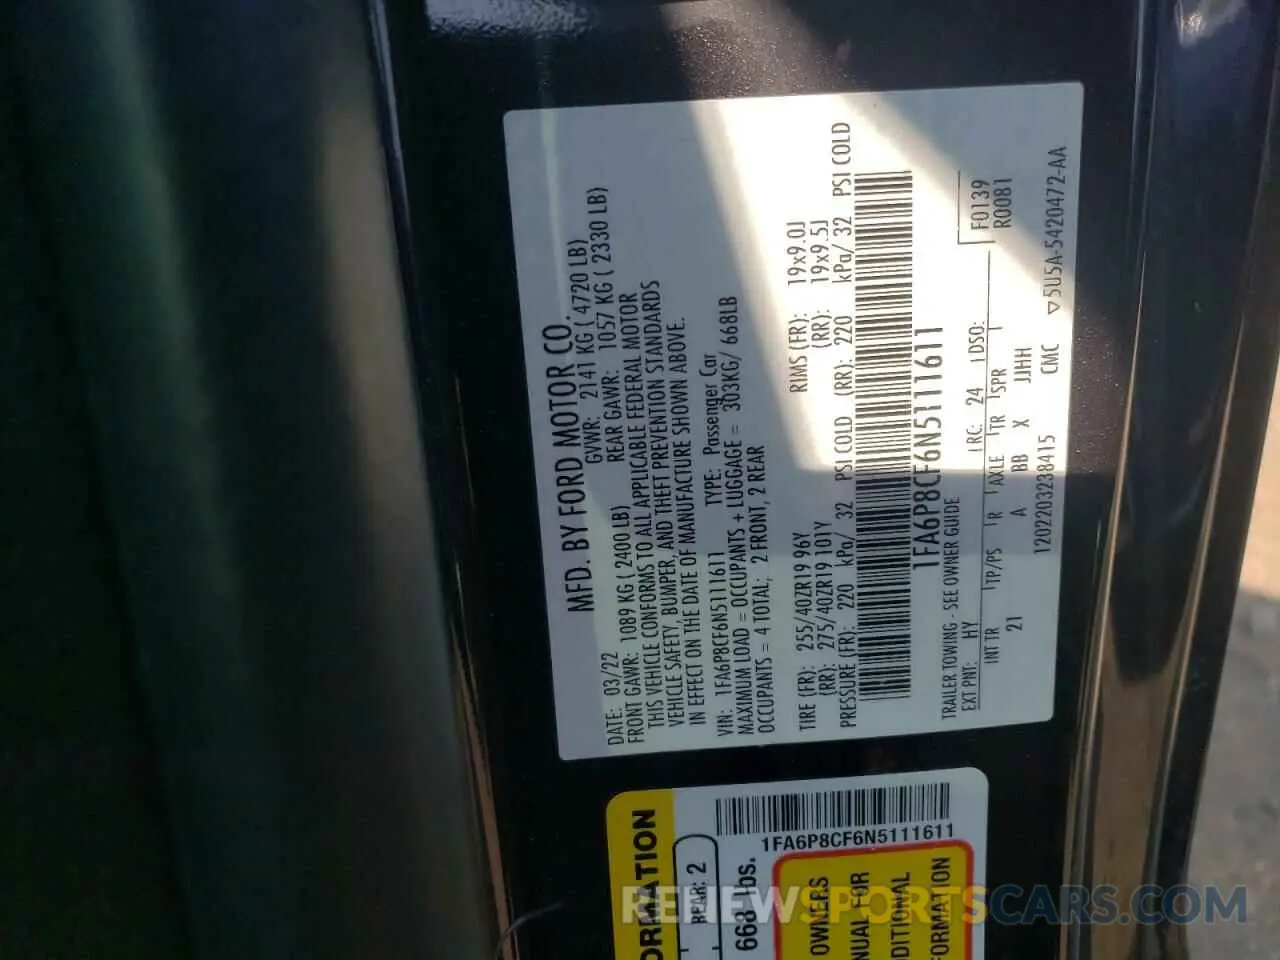 MFD. BY FORD MOTOR CO.
DATE: 03/22 GVWR: 2141 KG ( 4720 LB)
FRONT GAWR: 1089 KG ( 2400 LB) REAR GAWR: 1057 KG ( 2330 LB)
THIS VEHICLE CONFORMS TO ALL APPLICABLE FEDERAL MOTOR
VEHICLE SAFETY, BUMPER, AND THEFT PREVENTION STANDARDS
IN EFFECT ON THE DATE OF MANUFACTURE SHOWN ABOVE.
VIN: 1FA6P8CF6N5111611 TYPE: Passenger Car
MAXIMUM LOAD = OCCUPANTS + LUGGAGE = 303KG/ 668LB
OCCUPANTS = 4 TOTAL; 2 FRONT, 2 REAR
TIRE (FR): 255/40ZR19 96Y RIMS (FR): 19x9.0J
(RR): 275/40ZR19 101Y (RR): 19x9.5J
PRESSURE (FR): 220 kPa/ 32 PSI COLD (RR): 220 kPa/ 32 PSI COLD
1FA6P8CF6N5111611
TRAILER TOWING - SEE OWNER GUIDE
EXT PNT: HY RC: 24 DSO: F0139
INT TR TP/PS R AXLE TR SPR R0081
21 A BB X JJHH
1202203238415 CMC ▽5U5A-5420472-AA
1FA6P8CF6N5111611
ORMATION
REAR: 2
668 lbs.
OWNERS
NUAL FOR
DITIONAL
FORMATION
RENEWSPORTSCARS.COM